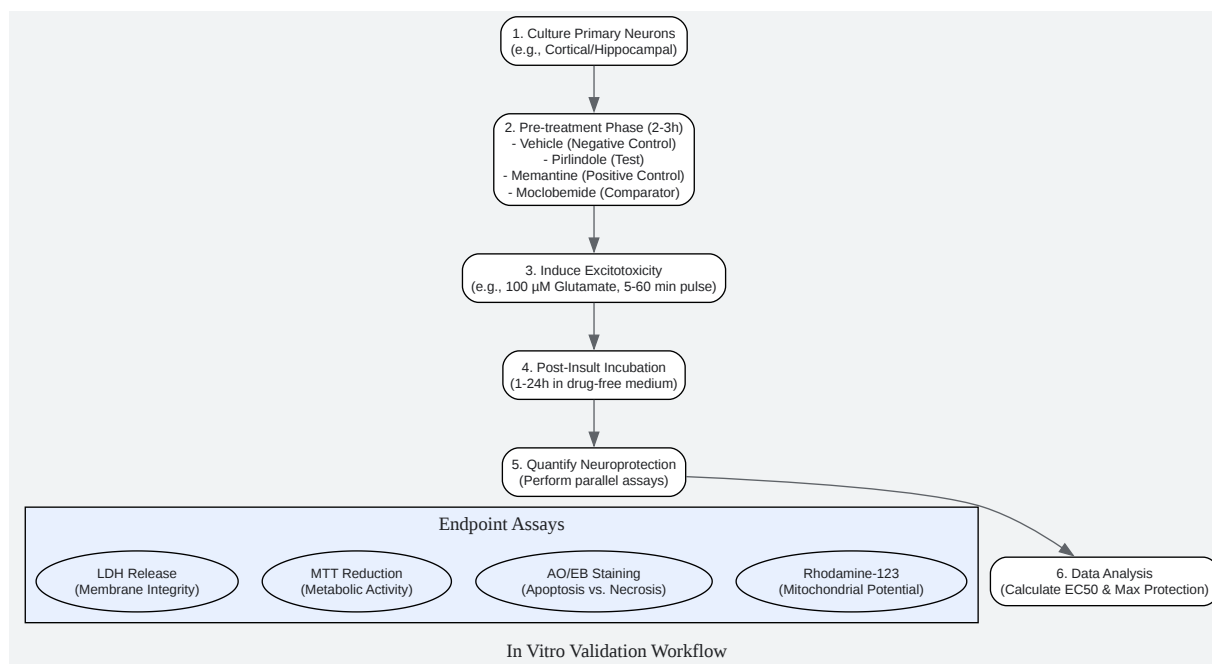 1. Culture Primary Neurons
(e.g., Cortical/Hippocampal)
2. Pre-treatment Phase (2-3h)
- Vehicle (Negative Control)
- Pirlindole (Test)
- Memantine (Positive Control)
- Moclobemide (Comparator)
3. Induce Excitotoxicity
(e.g., 100 µM Glutamate, 5-60 min pulse)
4. Post-Insult Incubation
(1-24h in drug-free medium)
5. Quantify Neuroprotection
(Perform parallel assays)
Endpoint Assays
LDH Release
(Membrane Integrity)
MTT Reduction
(Metabolic Activity)
AO/EB Staining
(Apoptosis vs. Necrosis)
Rhodamine-123
(Mitochondrial Potential)
6. Data Analysis
(Calculate EC50 & Max Protection)
In Vitro Validation Workflow